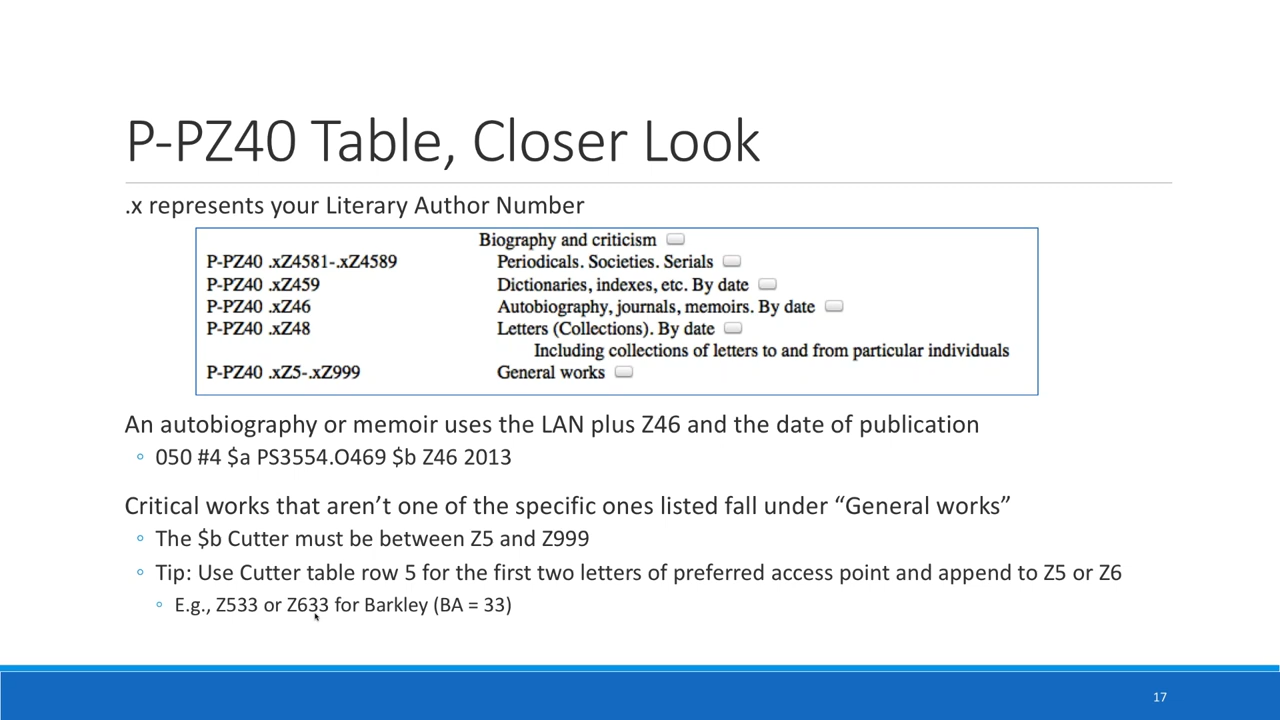 P-PZ40 Table, Closer Look
.x represents your Literary Author Number
Biography and criticism
P-PZ40 .xZ4581-.xZ4589 Periodicals. Societies. Serials
P-PZ40 .xZ459 Dictionaries, indexes, etc. By date
P-PZ40 .xZ46 Autobiography, journals, memoirs. By date
P-PZ40 .xZ48 Letters (Collections). By date
Including collections of letters to and from particular individuals
P-PZ40 .xZ5-.xZ999 General works
An autobiography or memoir uses the LAN plus Z46 and the date of publication
◦ 050 #4 $a PS3554.O469 $b Z46 2013
Critical works that aren’t one of the specific ones listed fall under “General works”
◦ The $b Cutter must be between Z5 and Z999
◦ Tip: Use Cutter table row 5 for the first two letters of preferred access point and append to Z5 or Z6
◦ E.g., Z533 or Z633 for Barkley (BA = 33)
17